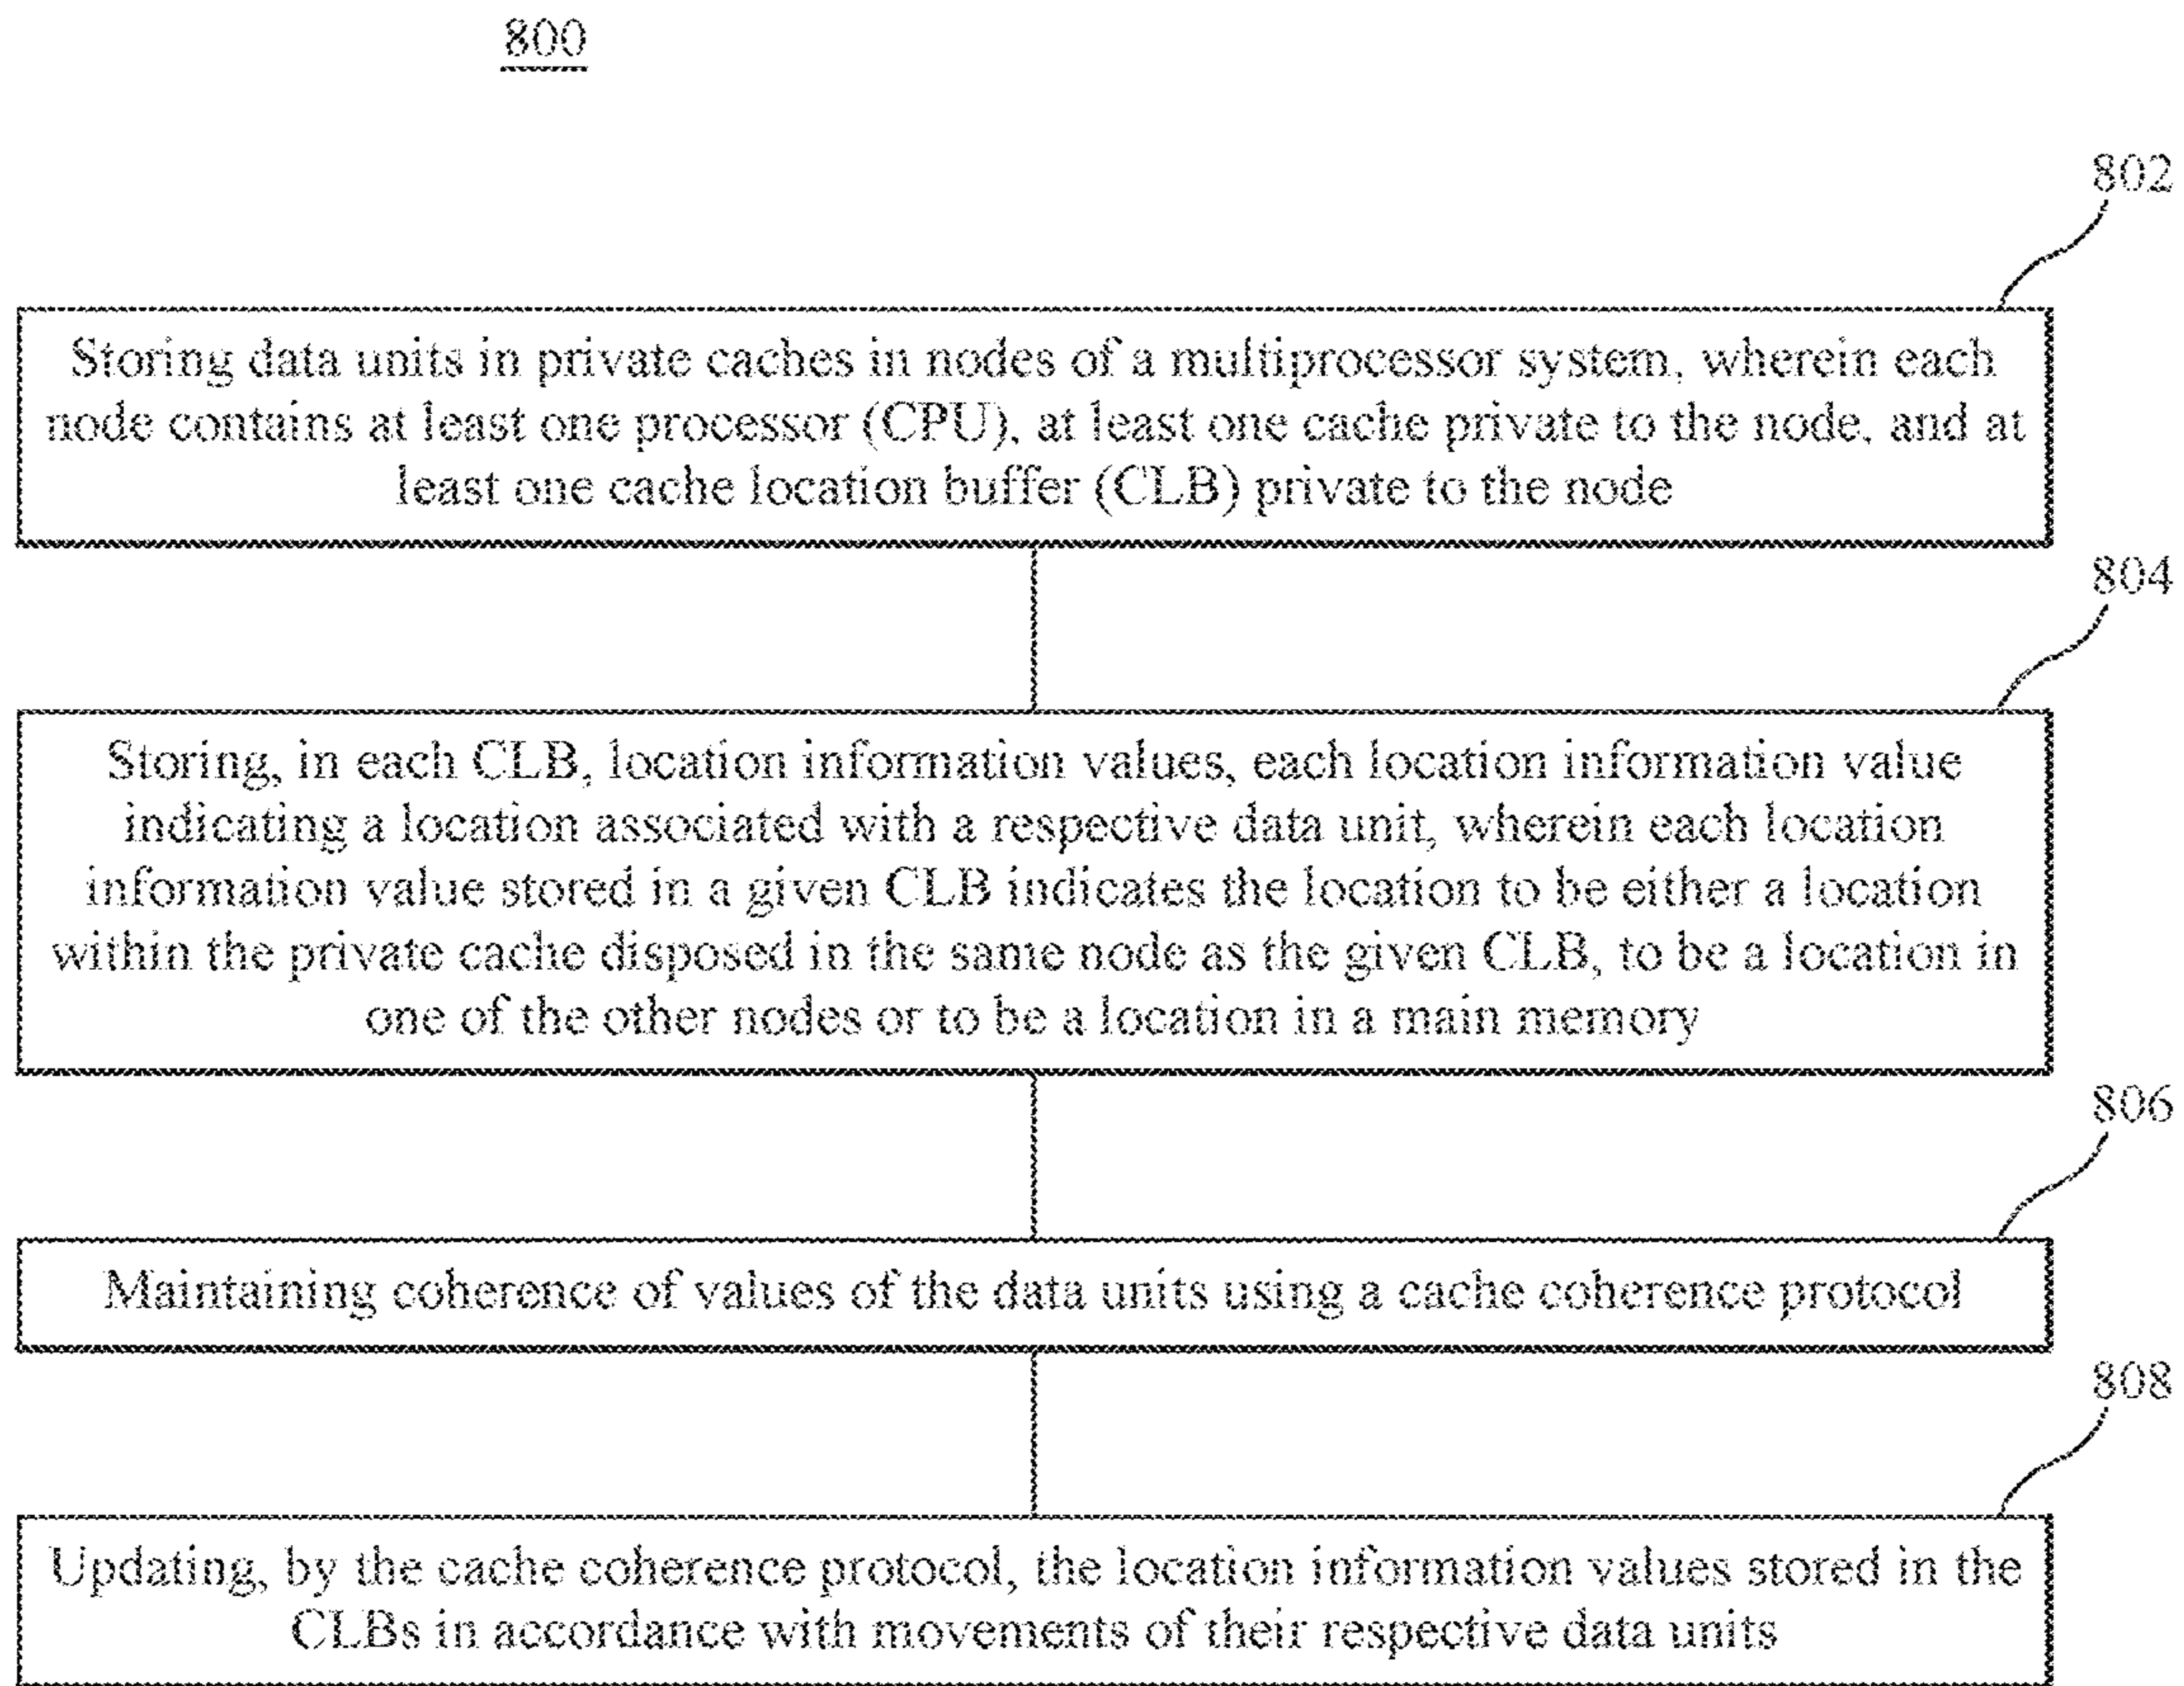 800
802
Storing data units in private caches in nodes of a multiprocessor system, wherein each
node contains at least one processor (CPU), at least one cache private to the node, and at
least one cache location buffer (CLB) private to the node
804
Storing, in each CLB, location information values, each location information value
indicating a location associated with a respective data unit, wherein each location
information value stored in a given CLB indicates the location to be either a location
within the private cache disposed in the same node as the given CLB, to be a location in
one of the other nodes or to be a location in a main memory
806
Maintaining coherence of values of the data units using a cache coherence protocol
808
Updating, by the cache coherence protocol, the location information values stored in the
CLBs in accordance with movements of their respective data units